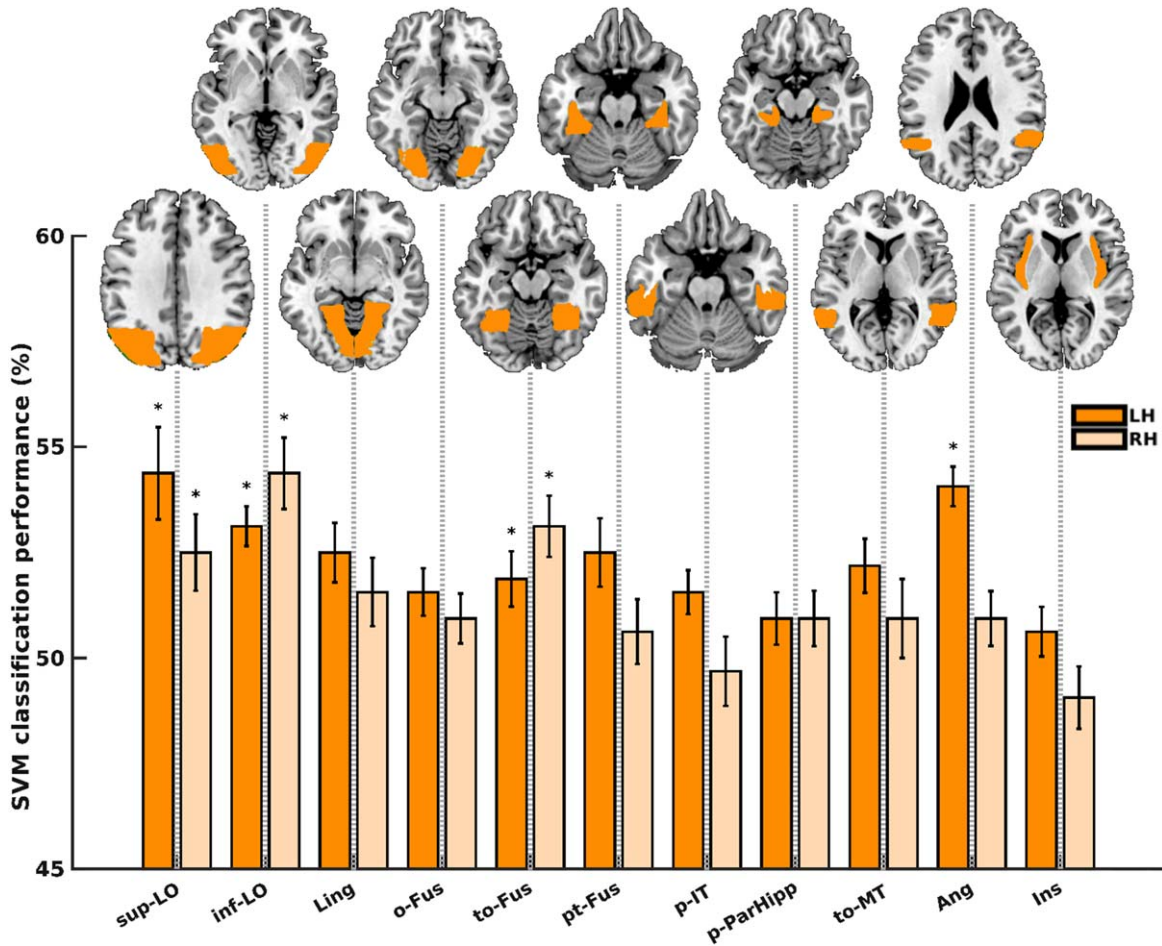 60
55
50
45
SVM classification performance (%)
* * * * * * *
LH
RH
sup-LO
inf-LO
Ling
o-Fus
to-Fus
pt-Fus
p-IT
p-ParHipp
to-MT
Ang
Ins